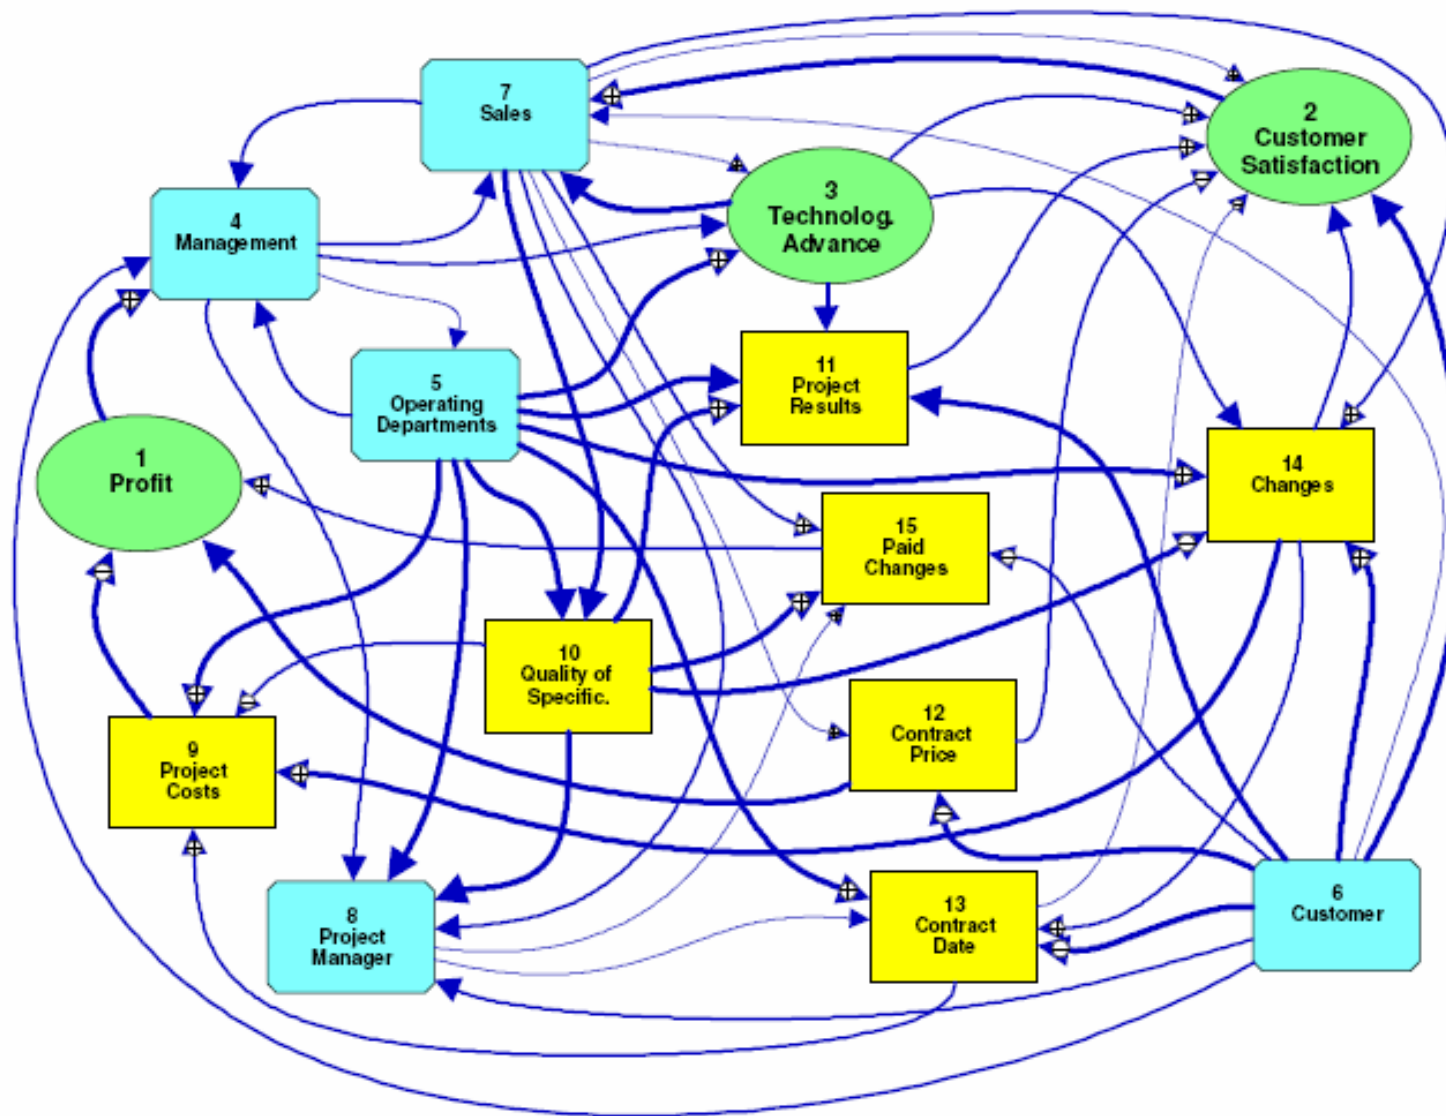 7
Sales
2
Customer
Satisfaction
3
Technolog.
Advance
4
Management
11
Project
Results
5
Operating
Departments
1
Profit
14
Changes
15
Paid
Changes
10
Quality of
Specific.
12
Contract
Price
9
Project
Costs
6
Customer
13
Contract
Date
8
Project
Manager